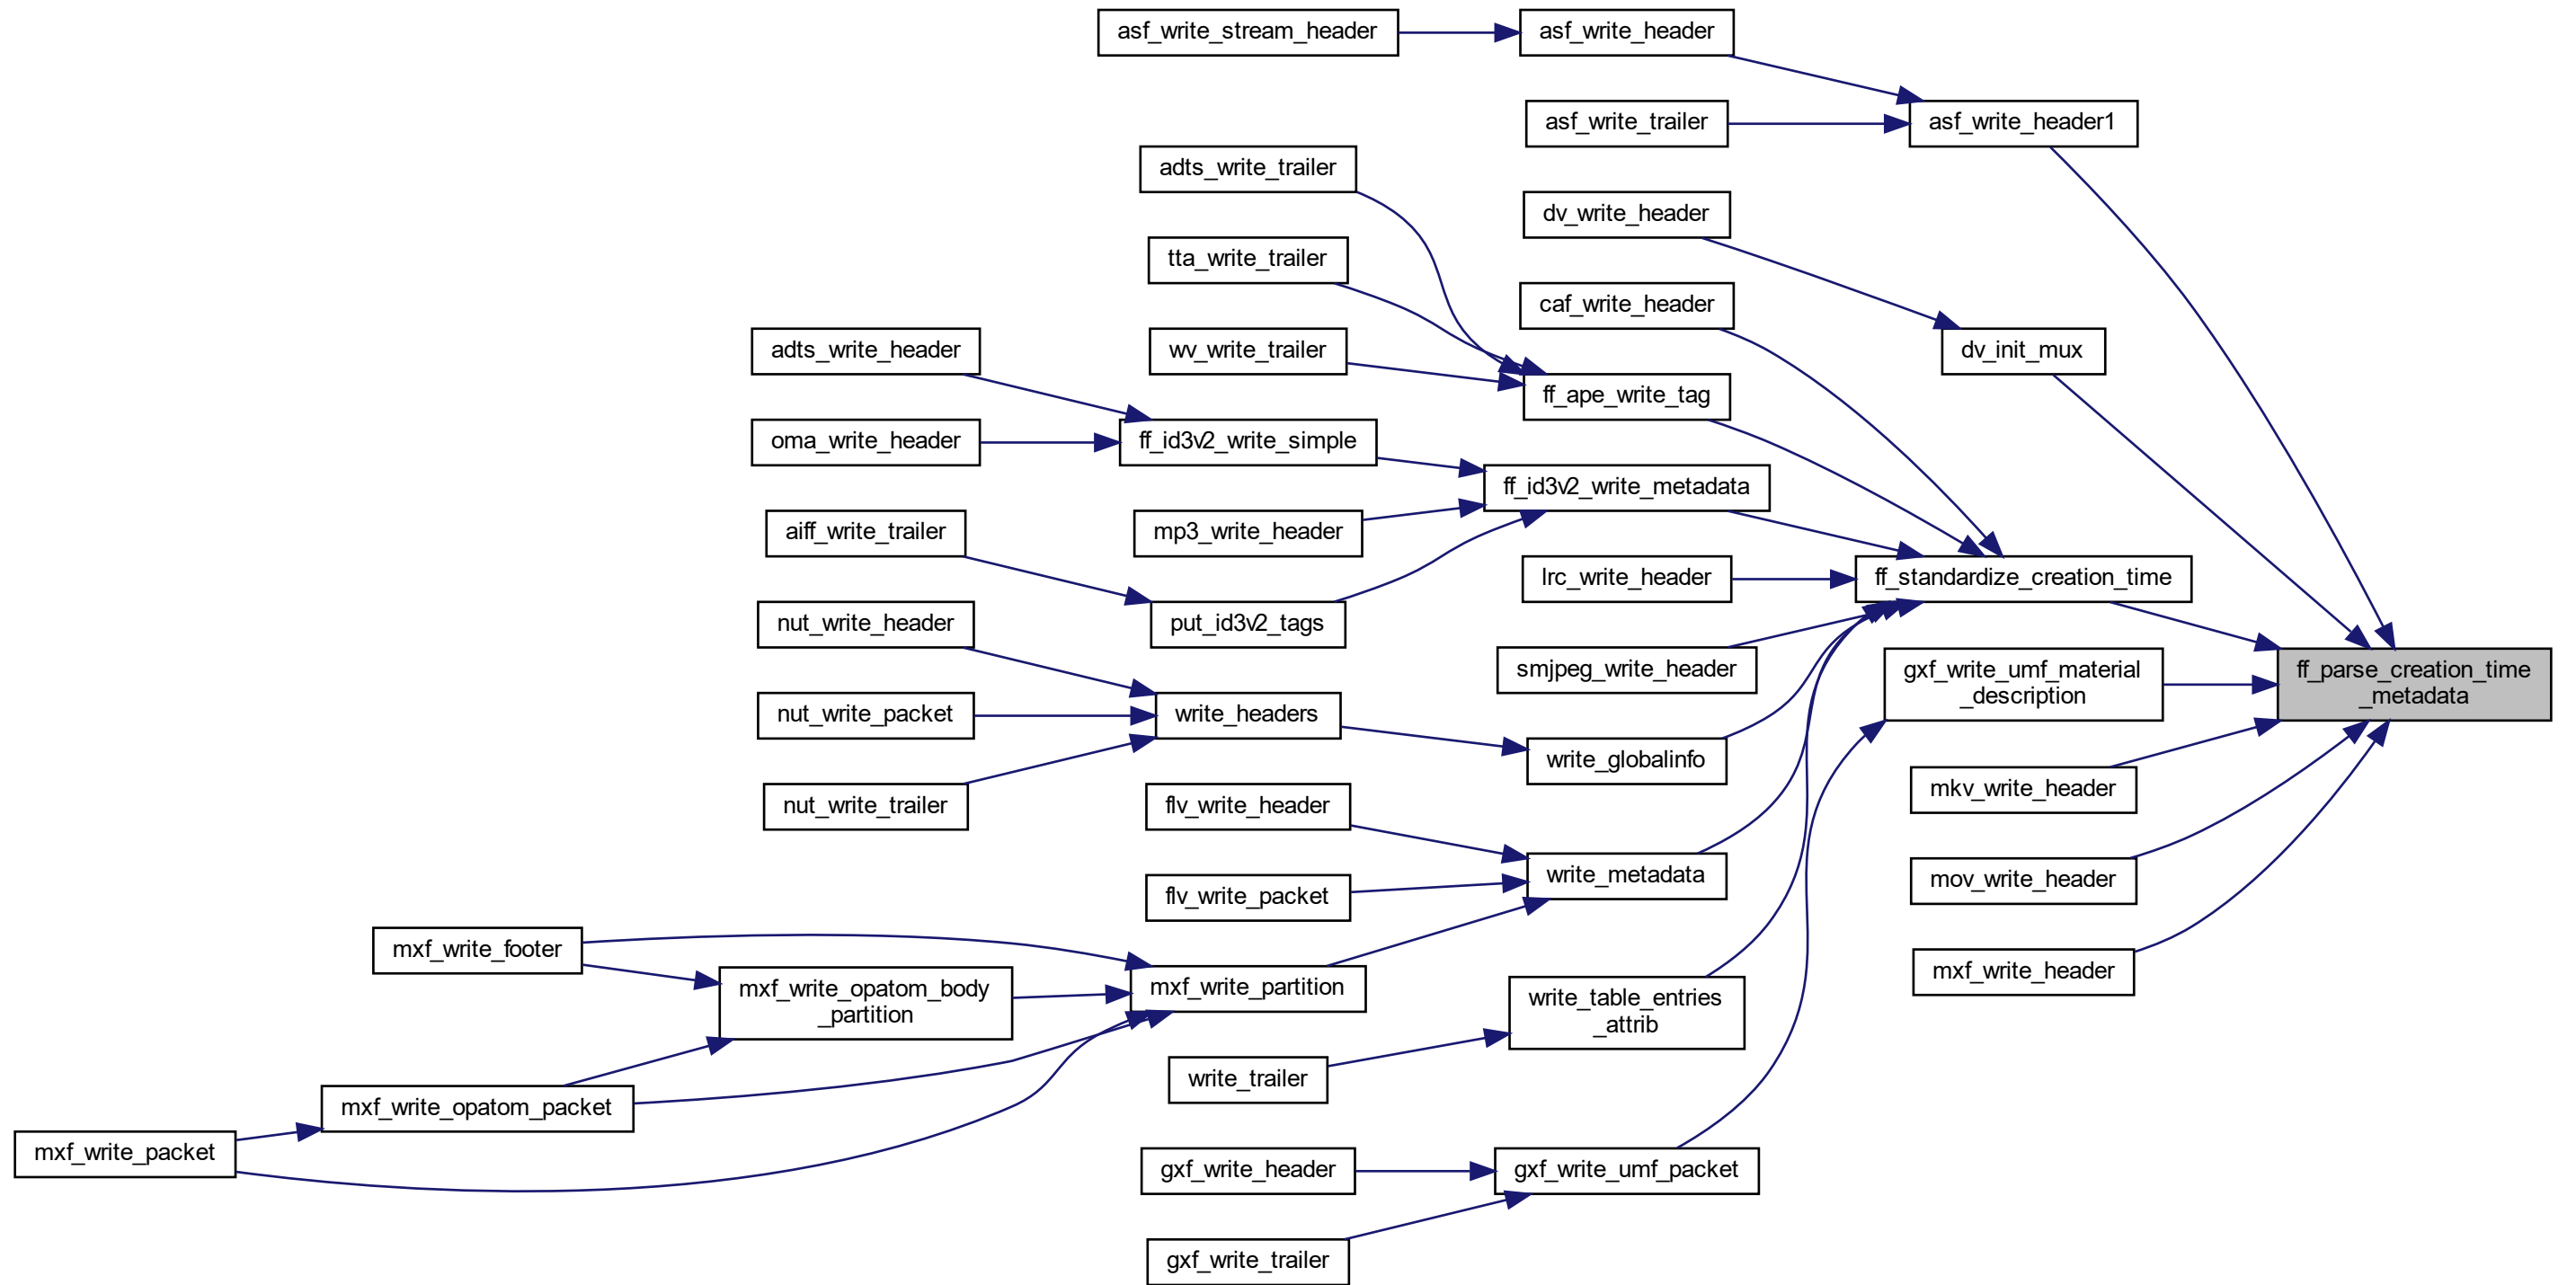 asf_write_stream_header
asf_write_header
asf_write_trailer
asf_write_header1
adts_write_trailer
dv_write_header
tta_write_trailer
caf_write_header
adts_write_header
wv_write_trailer
dv_init_mux
ff_ape_write_tag
oma_write_header
ff_id3v2_write_simple
ff_id3v2_write_metadata
aiff_write_trailer
mp3_write_header
lrc_write_header
ff_standardize_creation_time
nut_write_header
put_id3v2_tags
smjpeg_write_header
gxf_write_umf_material
_description
ff_parse_creation_time
_metadata
nut_write_packet
write_headers
write_globalinfo
mkv_write_header
nut_write_trailer
flv_write_header
write_metadata
mov_write_header
flv_write_packet
mxf_write_footer
mxf_write_opatom_body
_partition
mxf_write_partition
write_table_entries
_attrib
mxf_write_header
write_trailer
mxf_write_opatom_packet
mxf_write_packet
gxf_write_header
gxf_write_umf_packet
gxf_write_trailer